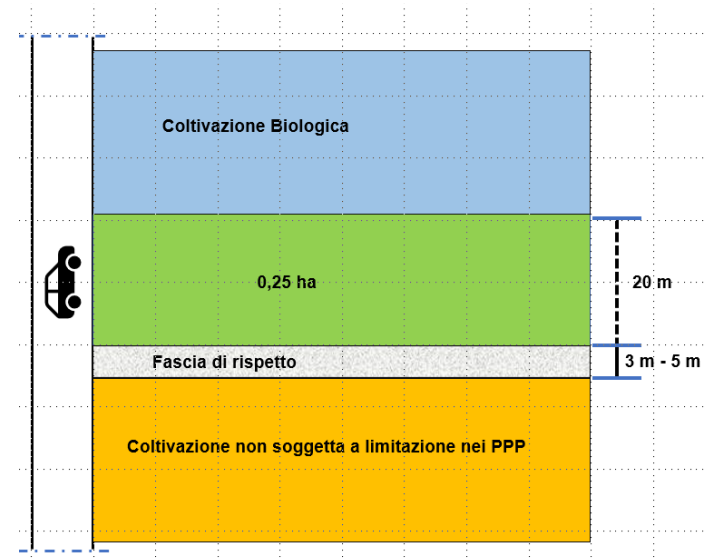 Coltivazione Biologica
0,25 ha
20 m
Fascia di rispetto
3 m - 5 m
Coltivazione non soggetta a limitazione nei PPP